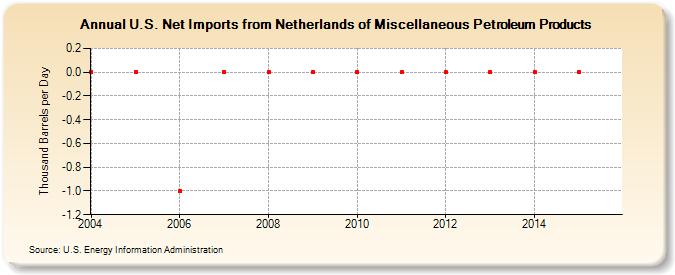 Annual U.S. Net Imports from Netherlands of Miscellaneous Petroleum Products
Thousand Barrels per Day
0.2
0.0
-0.2
-0.4
-0.6
-0.8
-1.0
-1.2
2004 2006 2008 2010 2012 2014
Source: U.S. Energy Information Administration